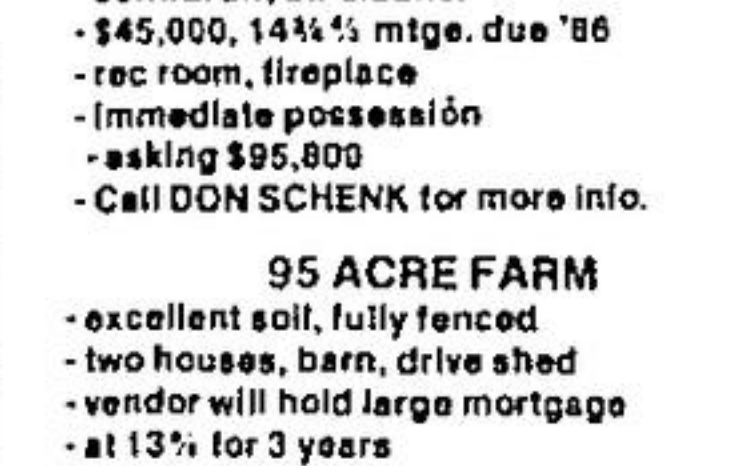 - $45,000, 14¾% mtge. due '86
- rec room, fireplace
- Immediate possession
- asking $95,800
- Call DON SCHENK for more info.
95 ACRE FARM
- excellent soil, fully fenced
- two houses, barn, drive shed
- vendor will hold large mortgage
- at 13% for 3 years